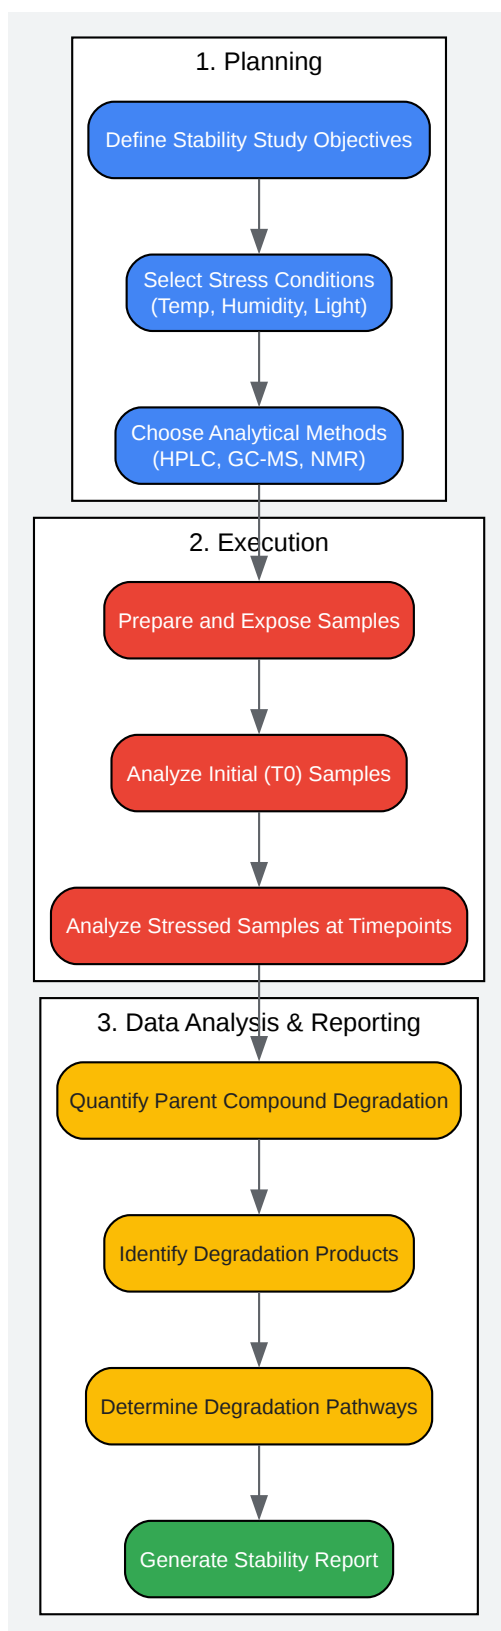 1. Planning
Define Stability Study Objectives
Select Stress Conditions
(Temp, Humidity, Light)
Choose Analytical Methods
(HPLC, GC-MS, NMR)
2. Execution
Prepare and Expose Samples
Analyze Initial (T0) Samples
Analyze Stressed Samples at Timepoints
3. Data Analysis & Reporting
Quantify Parent Compound Degradation
Identify Degradation Products
Determine Degradation Pathways
Generate Stability Report